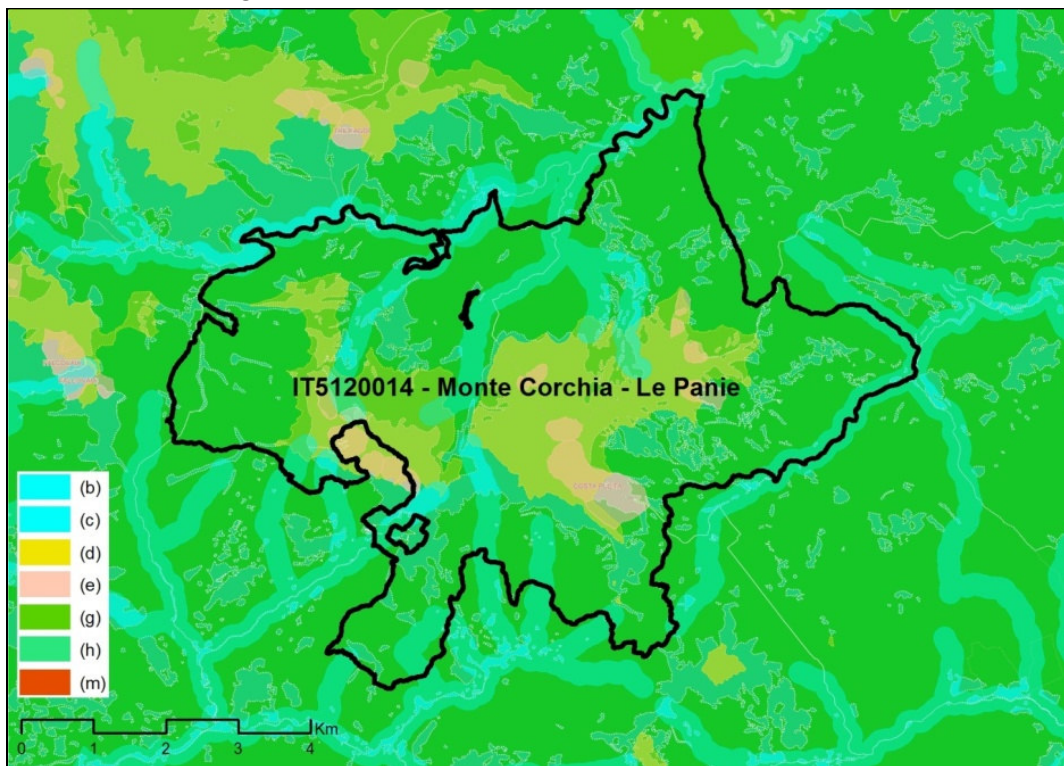 IT5120014 - Monte Corchia - Le Panie
(b)
(c)
(d)
(e)
(g)
(h)
(m)
Km
0 1 2 3 4